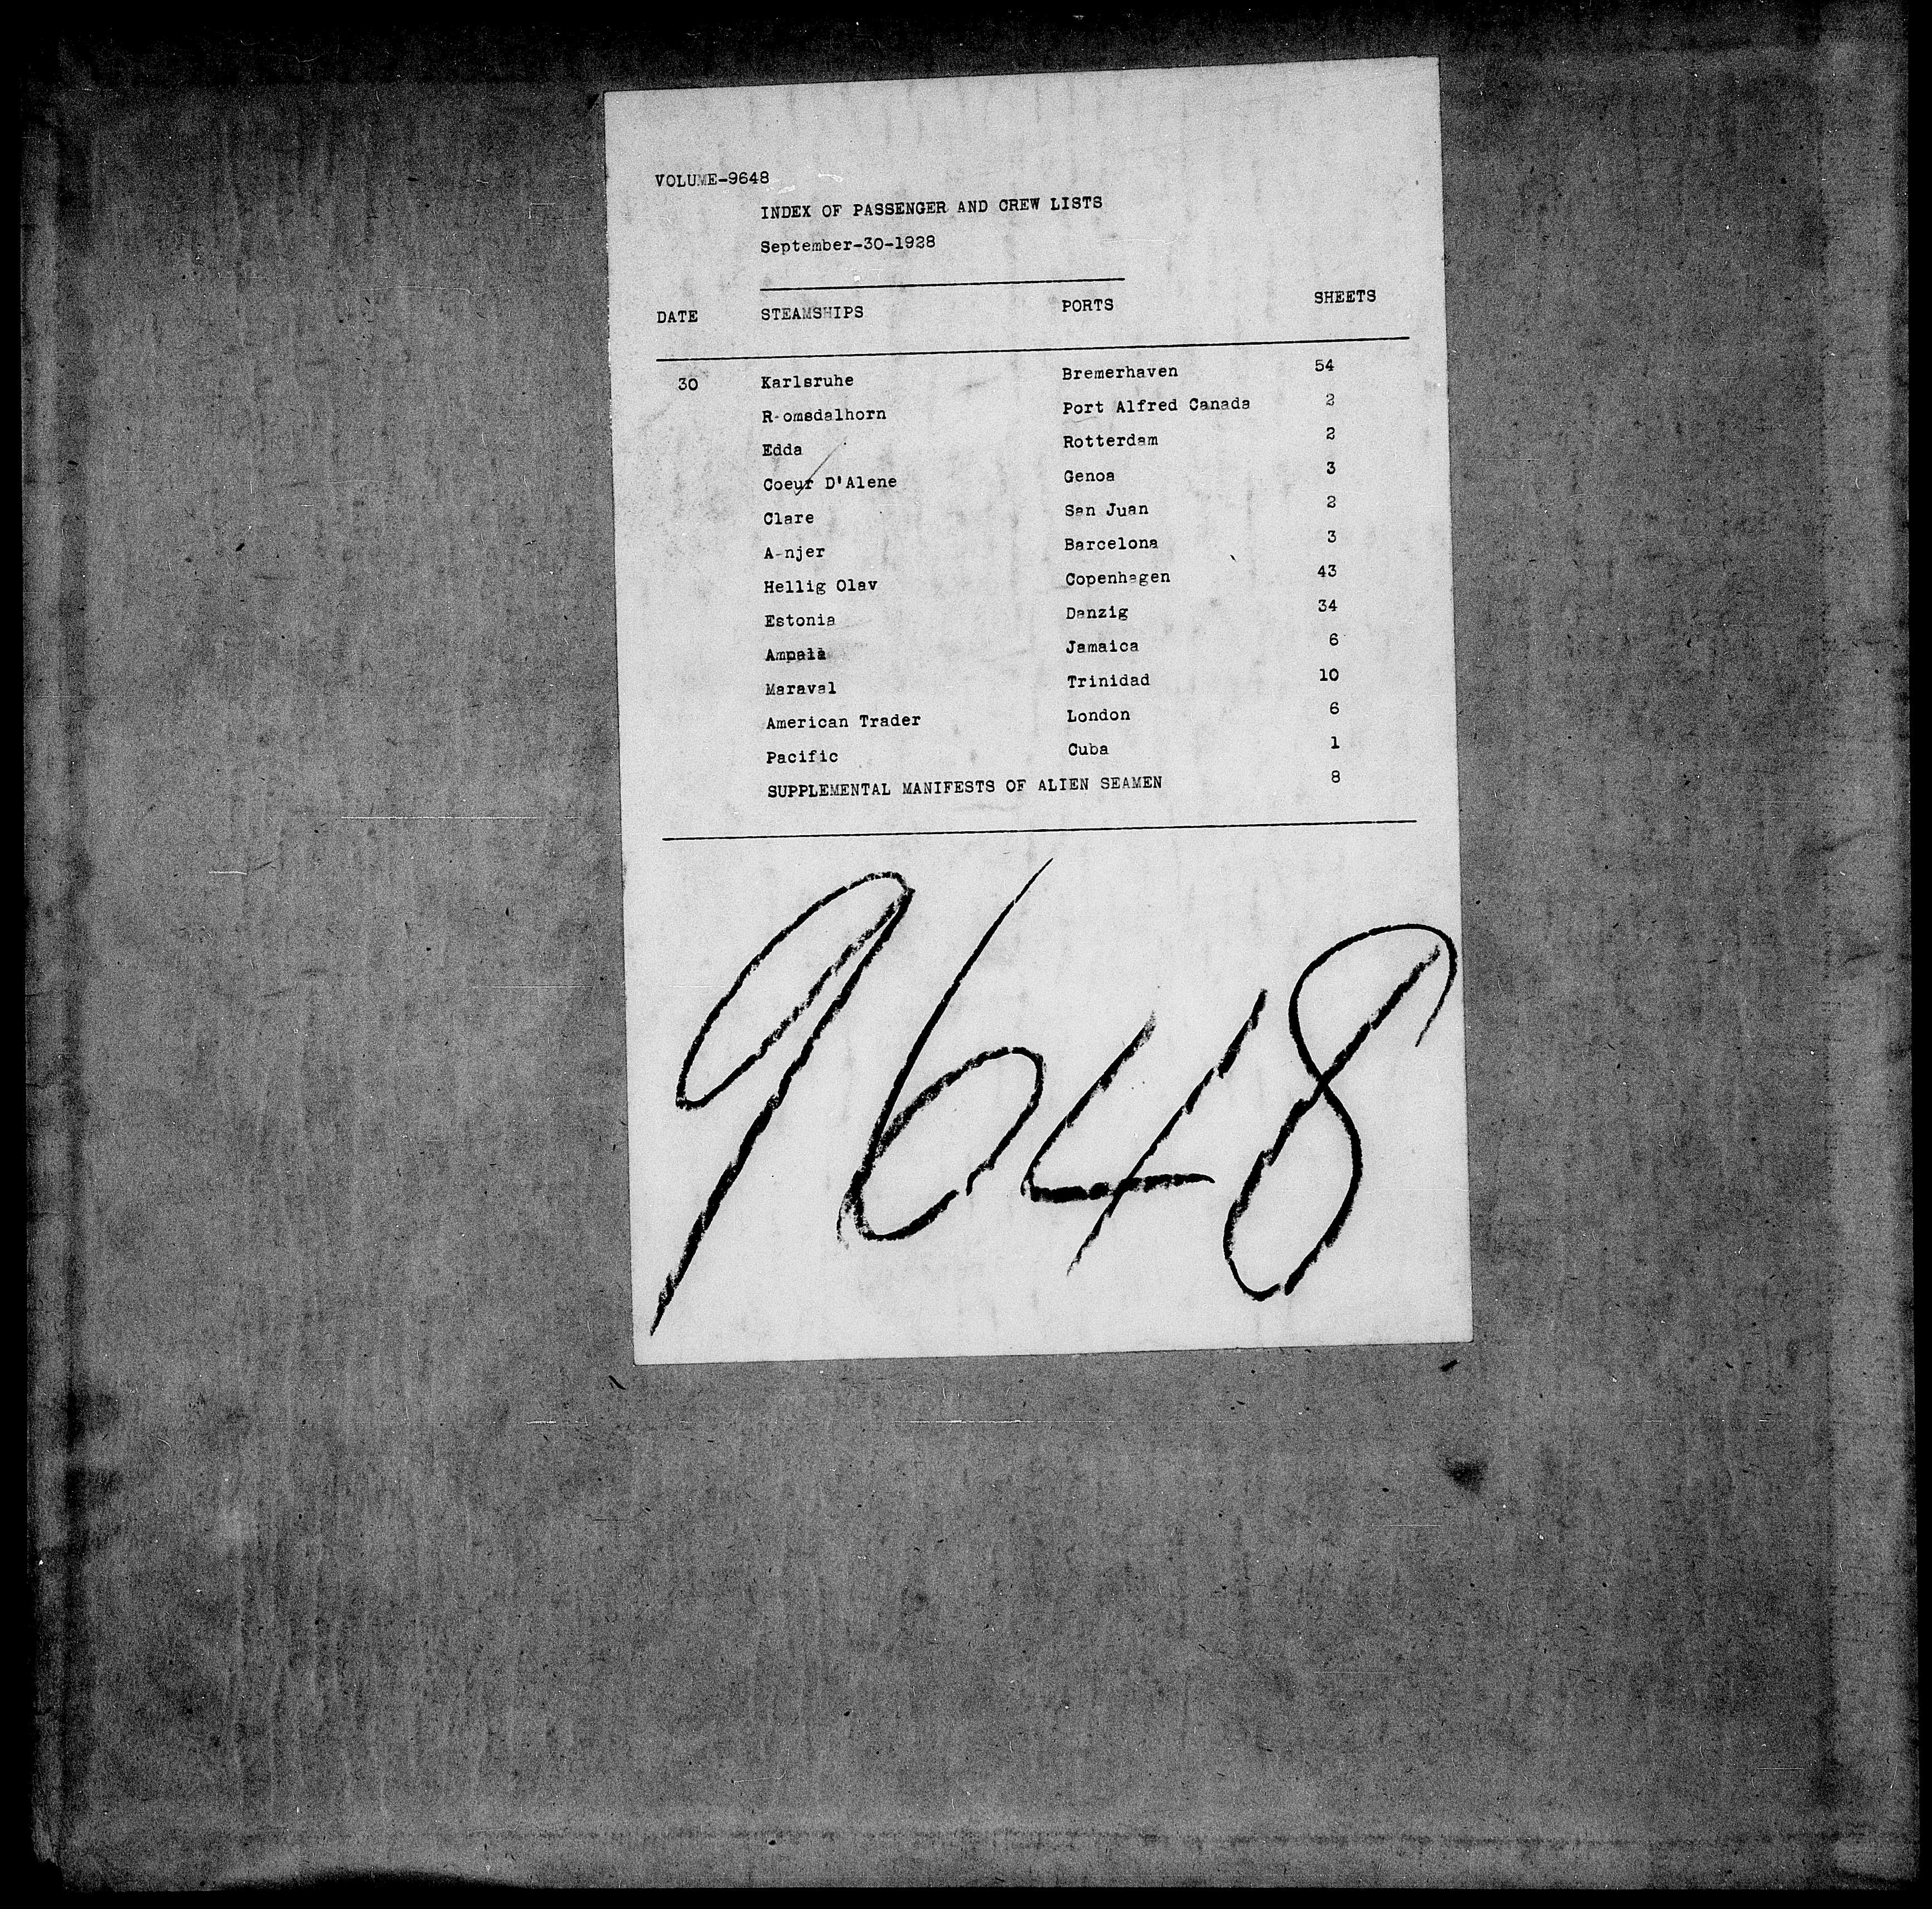 VOLUME-9648
INDEX OF PASSENGER AND CREW LISTS
September-30-1928
DATE STEAMSHIPS PORTS SHEETS
30 Karlsruhe Bremerhaven 54
R-omsdalhorn Port Alfred Canada 2
Edda Rotterdam 2
Coeur D'Alene Genoa 3
Clare San Juan 2
A-njer Barcelona 3
Hellig Olav Copenhagen 43
Estonia Danzig 34
Jamaica 6
Maraval Trinidad 10
American Trader London 6
Pacific Cuba 1
SUPPLEMENTAL MANIFESTS OF ALIEN SEAMEN 8
9648